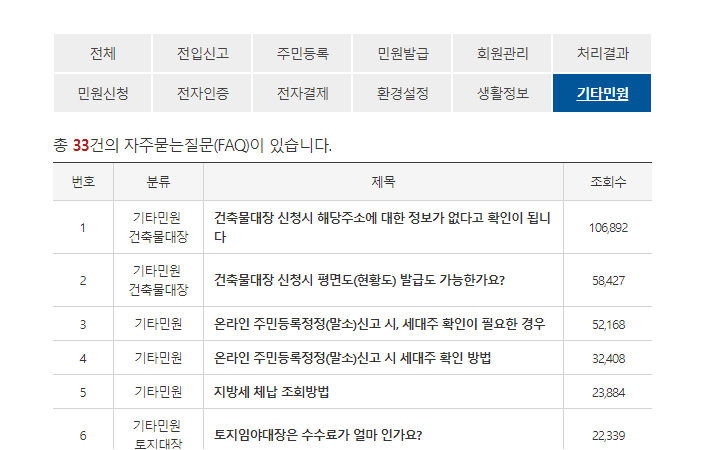 전체 전입신고 주민등록 민원발급 회원관리 처리결과
민원신청 전자인증 전자결제 환경설정 생활정보 기타민원
총 33건의 자주묻는질문(FAQ)이 있습니다.
번호 분류 제목 조회수
1 기타민원 건축물대장 건축물대장 신청시 해당주소에 대한 정보가 없다고 확인이 됩니
다 106,892
2 기타민원 건축물대장 건축물대장 신청시 평면도(현황도) 발급도 가능한가요? 58,427
3 기타민원 온라인 주민등록정정(말소)신고 시, 세대주 확인이 필요한 경우 52,168
4 기타민원 온라인 주민등록정정(말소)신고 시 세대주 확인 방법 32,408
5 기타민원 지방세 체납 조회방법 23,884
6 기타민원 토지대장 토지임야대장은 수수료가 얼마 인가요? 22,339